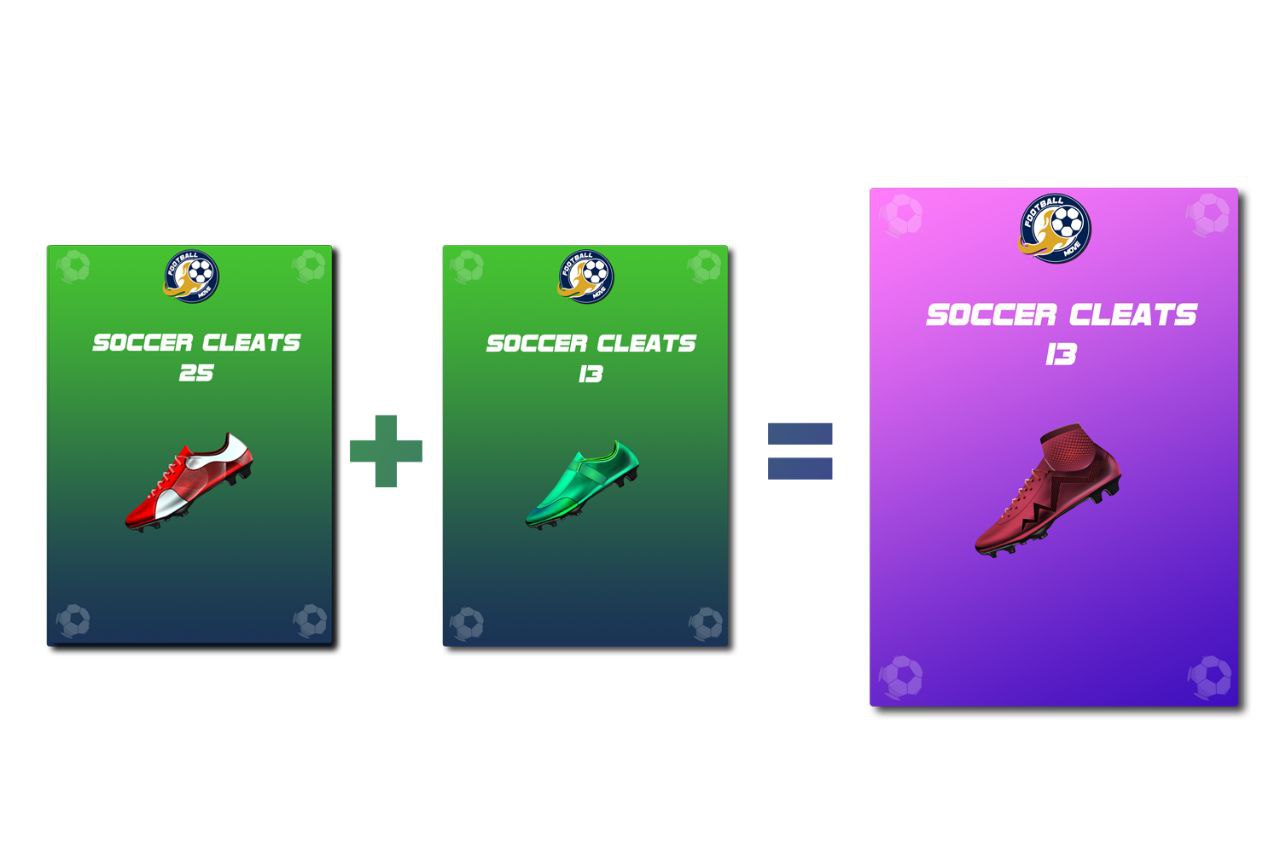 FOOTBALL
MOVE
SOCCER CLEATS
25
+
FOOTBALL
MOVE
SOCCER CLEATS
13
=
FOOTBALL
MOVE
SOCCER CLEATS
13